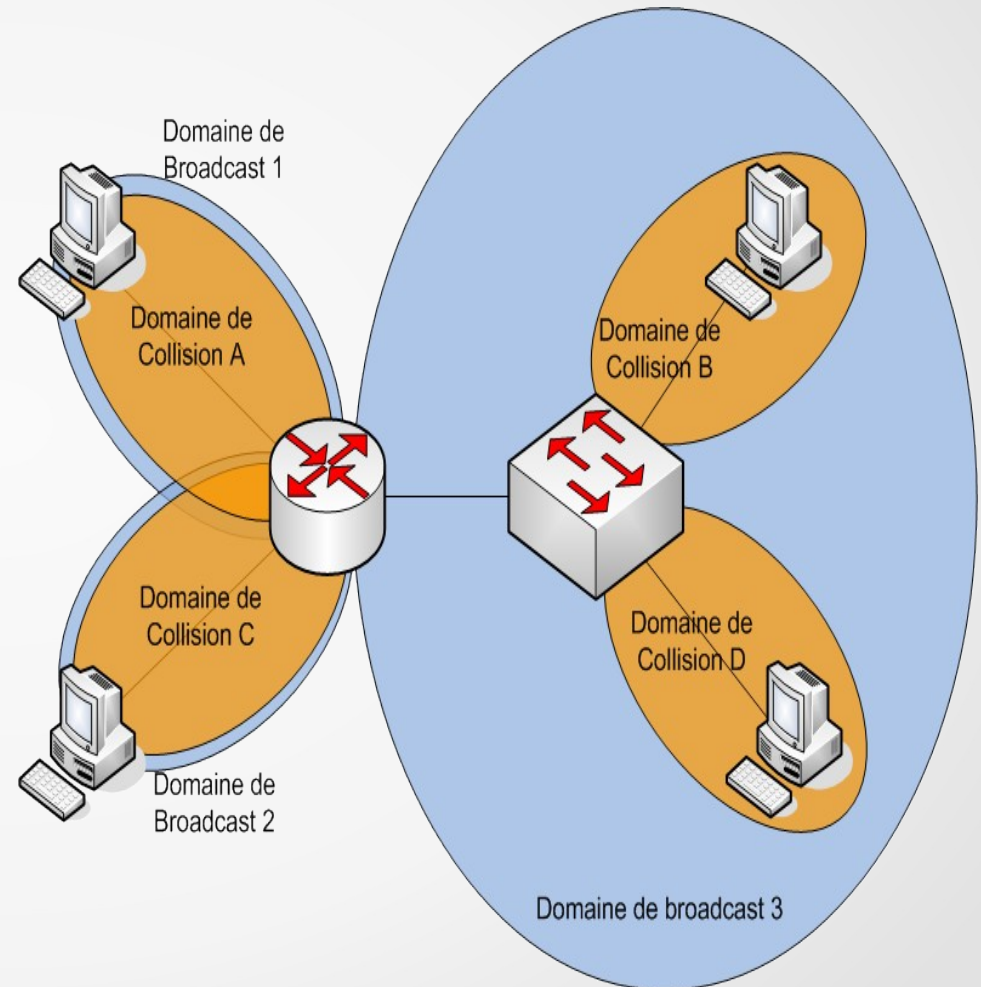 Domaine de
Broadcast 1
Domaine de
Collision A
Domaine de
Collision B
Domaine de
Collision C
Domaine de
Collision D
Domaine de
Broadcast 2
Domaine de broadcast 3